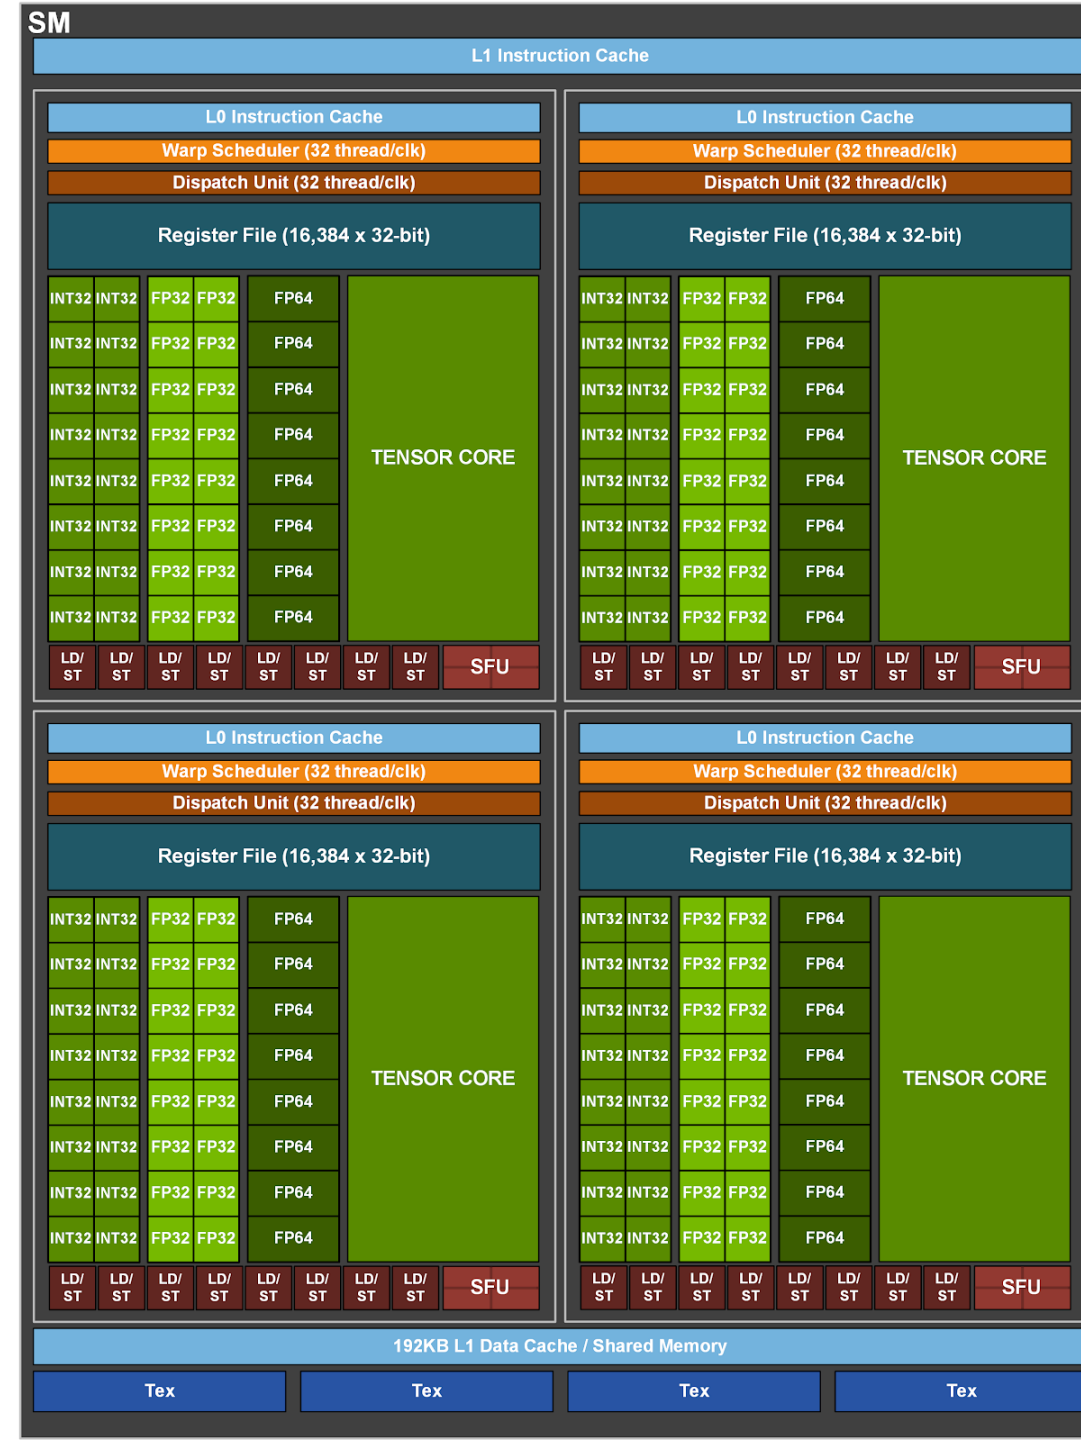 SM
L1 Instruction Cache
L0 Instruction Cache
Warp Scheduler (32 thread/clk)
Dispatch Unit (32 thread/clk)
Register File (16,384 x 32-bit)
INT32 INT32 FP32 FP32 FP64
INT32 INT32 FP32 FP32 FP64
INT32 INT32 FP32 FP32 FP64
INT32 INT32 FP32 FP32 FP64
TENSOR CORE
INT32 INT32 FP32 FP32 FP64
INT32 INT32 FP32 FP32 FP64
INT32 INT32 FP32 FP32 FP64
INT32 INT32 FP32 FP32 FP64
LD/ LD/ LD/ LD/ LD/ LD/ LD/ LD/
ST ST ST ST ST ST ST ST
SFU
L0 Instruction Cache
Warp Scheduler (32 thread/clk)
Dispatch Unit (32 thread/clk)
Register File (16,384 x 32-bit)
INT32 INT32 FP32 FP32 FP64
INT32 INT32 FP32 FP32 FP64
INT32 INT32 FP32 FP32 FP64
INT32 INT32 FP32 FP32 FP64
TENSOR CORE
INT32 INT32 FP32 FP32 FP64
INT32 INT32 FP32 FP32 FP64
INT32 INT32 FP32 FP32 FP64
INT32 INT32 FP32 FP32 FP64
LD/ LD/ LD/ LD/ LD/ LD/ LD/ LD/
ST ST ST ST ST ST ST ST
SFU
L0 Instruction Cache
Warp Scheduler (32 thread/clk)
Dispatch Unit (32 thread/clk)
Register File (16,384 x 32-bit)
INT32 INT32 FP32 FP32 FP64
INT32 INT32 FP32 FP32 FP64
INT32 INT32 FP32 FP32 FP64
INT32 INT32 FP32 FP32 FP64
TENSOR CORE
INT32 INT32 FP32 FP32 FP64
INT32 INT32 FP32 FP32 FP64
INT32 INT32 FP32 FP32 FP64
INT32 INT32 FP32 FP32 FP64
LD/ LD/ LD/ LD/ LD/ LD/ LD/ LD/
ST ST ST ST ST ST ST ST
SFU
L0 Instruction Cache
Warp Scheduler (32 thread/clk)
Dispatch Unit (32 thread/clk)
Register File (16,384 x 32-bit)
INT32 INT32 FP32 FP32 FP64
INT32 INT32 FP32 FP32 FP64
INT32 INT32 FP32 FP32 FP64
INT32 INT32 FP32 FP32 FP64
TENSOR CORE
INT32 INT32 FP32 FP32 FP64
INT32 INT32 FP32 FP32 FP64
INT32 INT32 FP32 FP32 FP64
INT32 INT32 FP32 FP32 FP64
LD/ LD/ LD/ LD/ LD/ LD/ LD/ LD/
ST ST ST ST ST ST ST ST
SFU
192KB L1 Data Cache / Shared Memory
Tex Tex Tex Tex